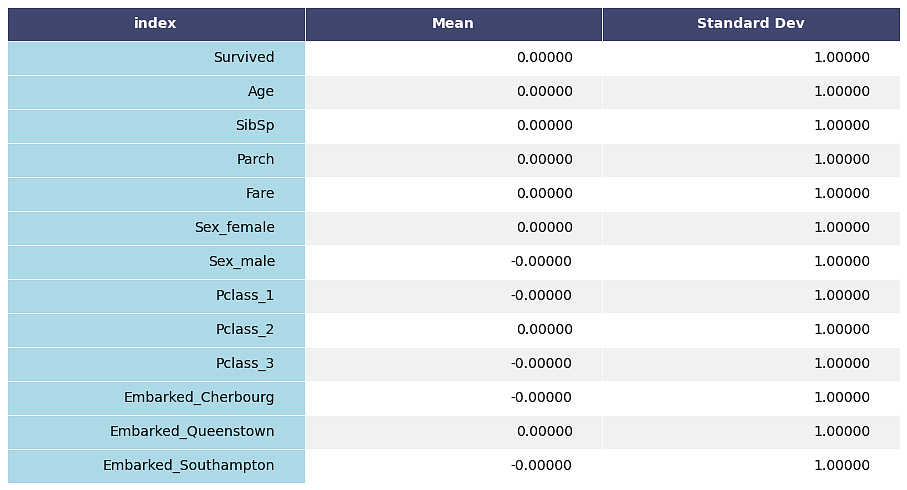 index Mean Standard Dev
Survived 0.00000 1.00000
Age 0.00000 1.00000
SibSp 0.00000 1.00000
Parch 0.00000 1.00000
Fare 0.00000 1.00000
Sex_female 0.00000 1.00000
Sex_male -0.00000 1.00000
Pclass_1 -0.00000 1.00000
Pclass_2 0.00000 1.00000
Pclass_3 -0.00000 1.00000
Embarked_Cherbourg -0.00000 1.00000
Embarked_Queenstown 0.00000 1.00000
Embarked_Southampton -0.00000 1.00000